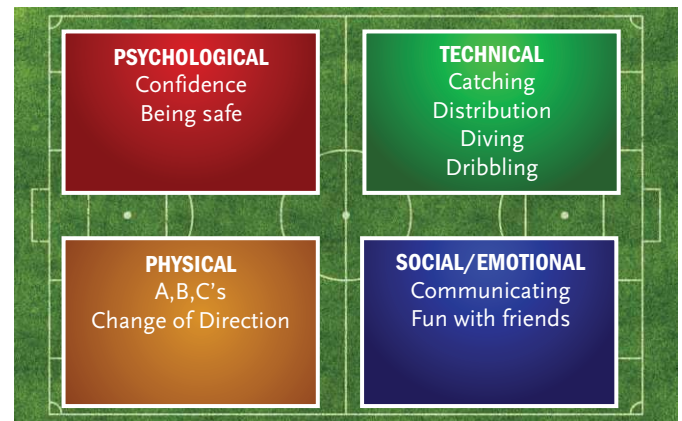 PSYCHOLOGICAL
Confidence
Being safe
TECHNICAL
Catching
Distribution
Diving
Dribbling
PHYSICAL
A,B,C's
Change of Direction
SOCIAL/EMOTIONAL
Communicating
Fun with friends